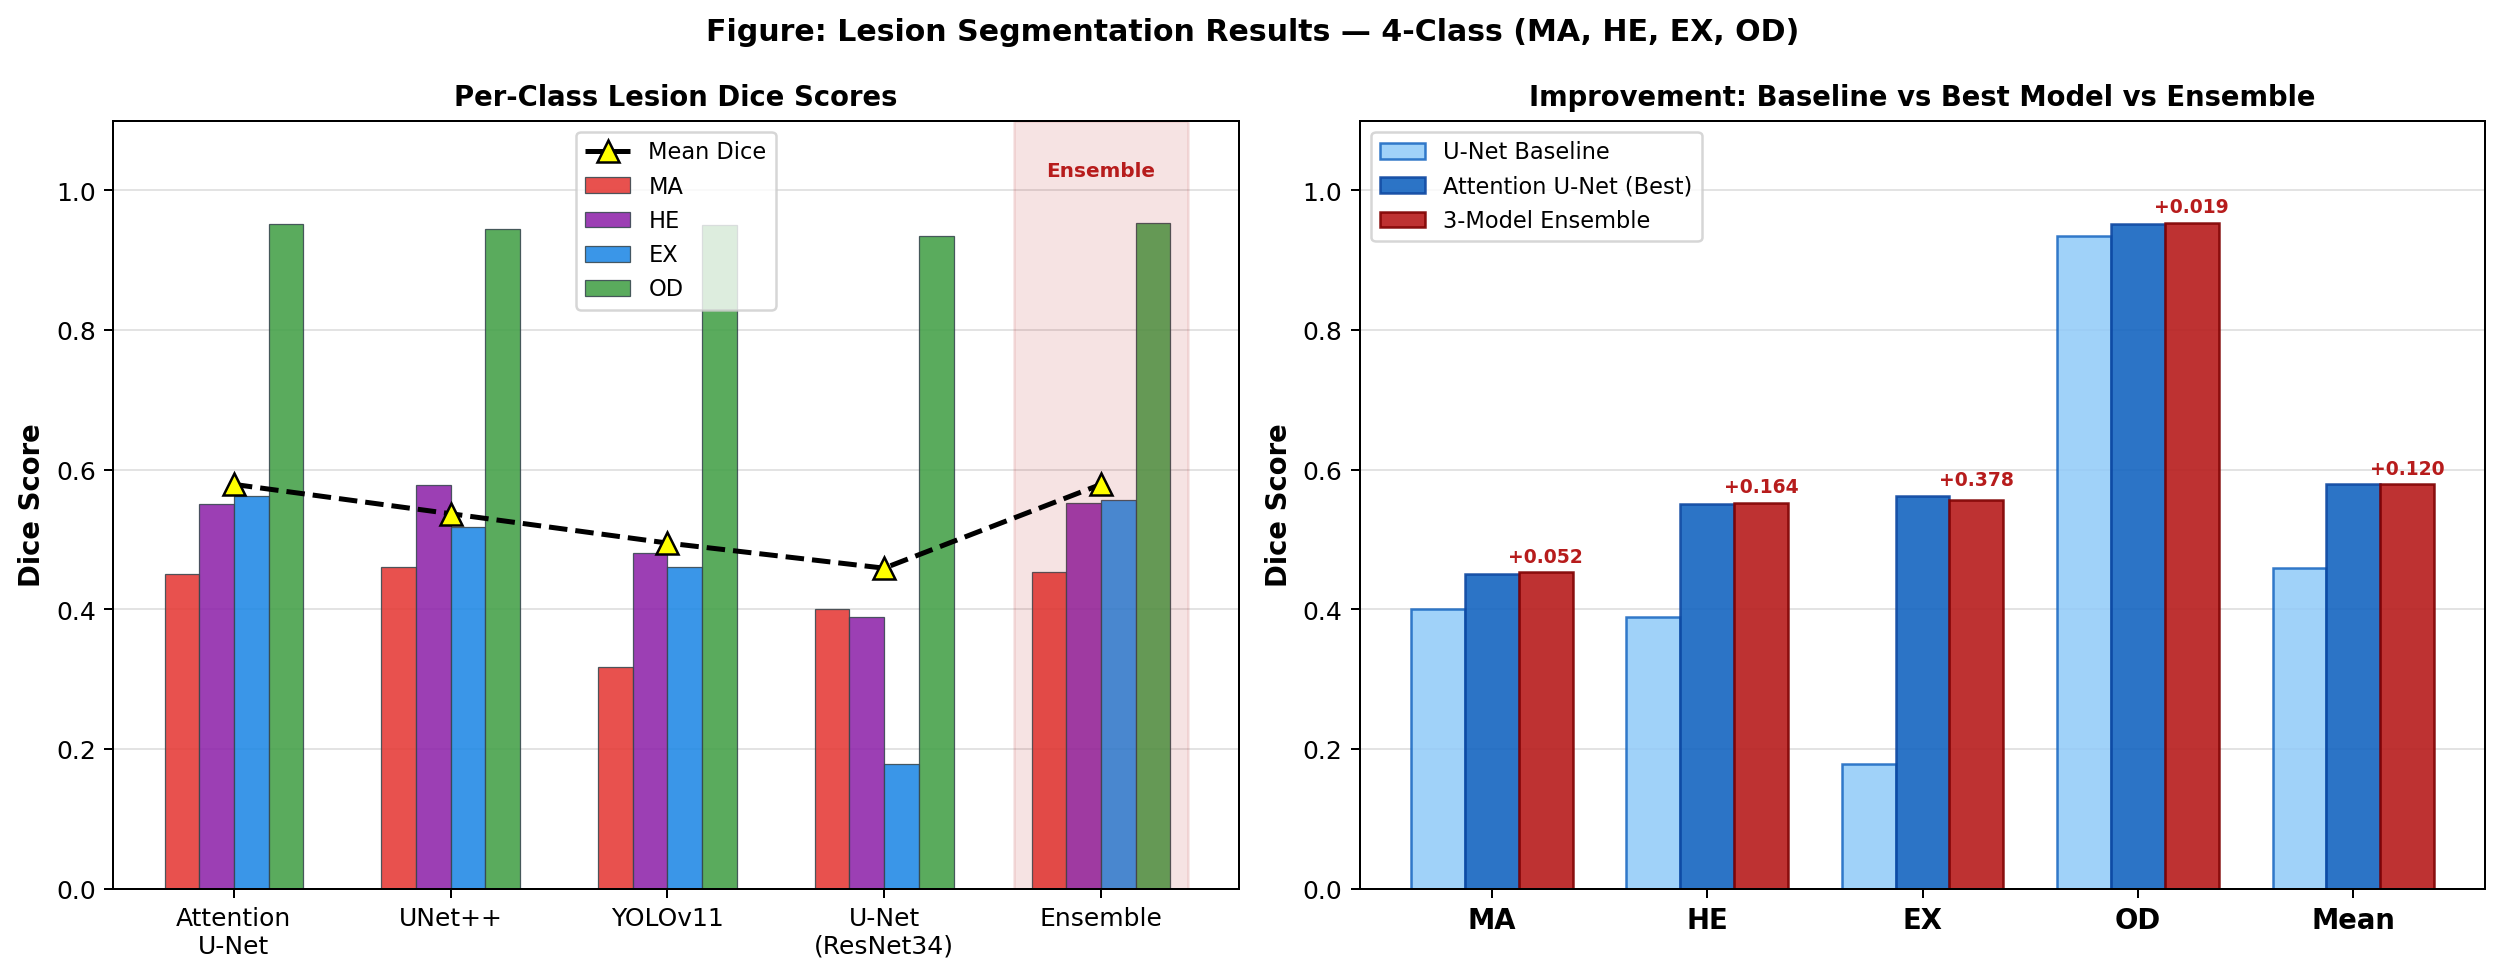 Figure: Lesion Segmentation Results — 4-Class (MA, HE, EX, OD)
Per-Class Lesion Dice Scores
Mean Dice
MA
HE
EX
OD
Ensemble
Dice Score
1.0
0.8
0.6
0.4
0.2
0.0
Attention
U-Net
UNet++
YOLOv11
U-Net
(ResNet34)
Ensemble
Improvement: Baseline vs Best Model vs Ensemble
U-Net Baseline
Attention U-Net (Best)
3-Model Ensemble
Dice Score
1.0
0.8
0.6
0.4
0.2
0.0
+0.052
+0.164
+0.378
+0.019
+0.120
MA
HE
EX
OD
Mean